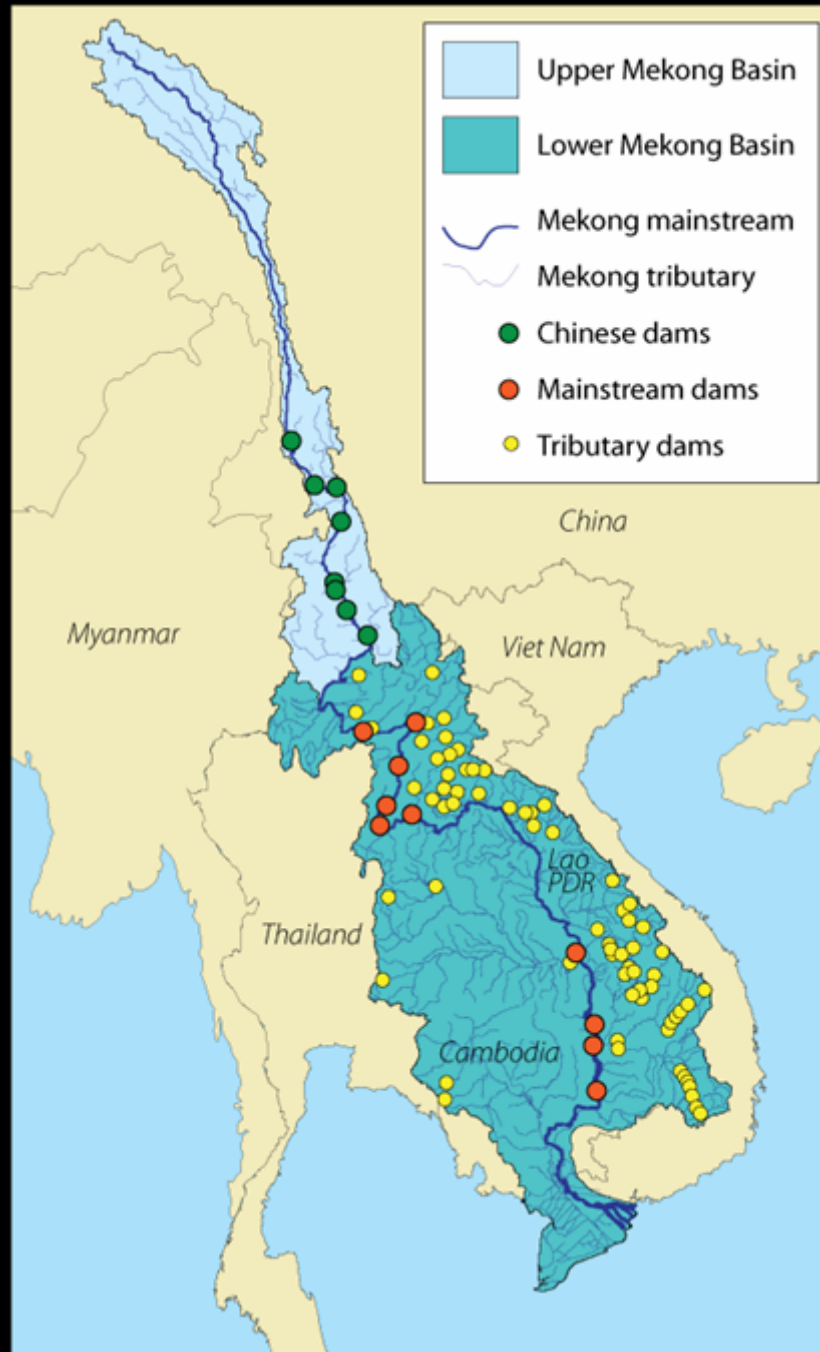 Upper Mekong Basin
Lower Mekong Basin
Mekong mainstream
Mekong tributary
Chinese dams
Mainstream dams
Tributary dams
China
Myanmar
Viet Nam
Lao
PDR
Thailand
Cambodia